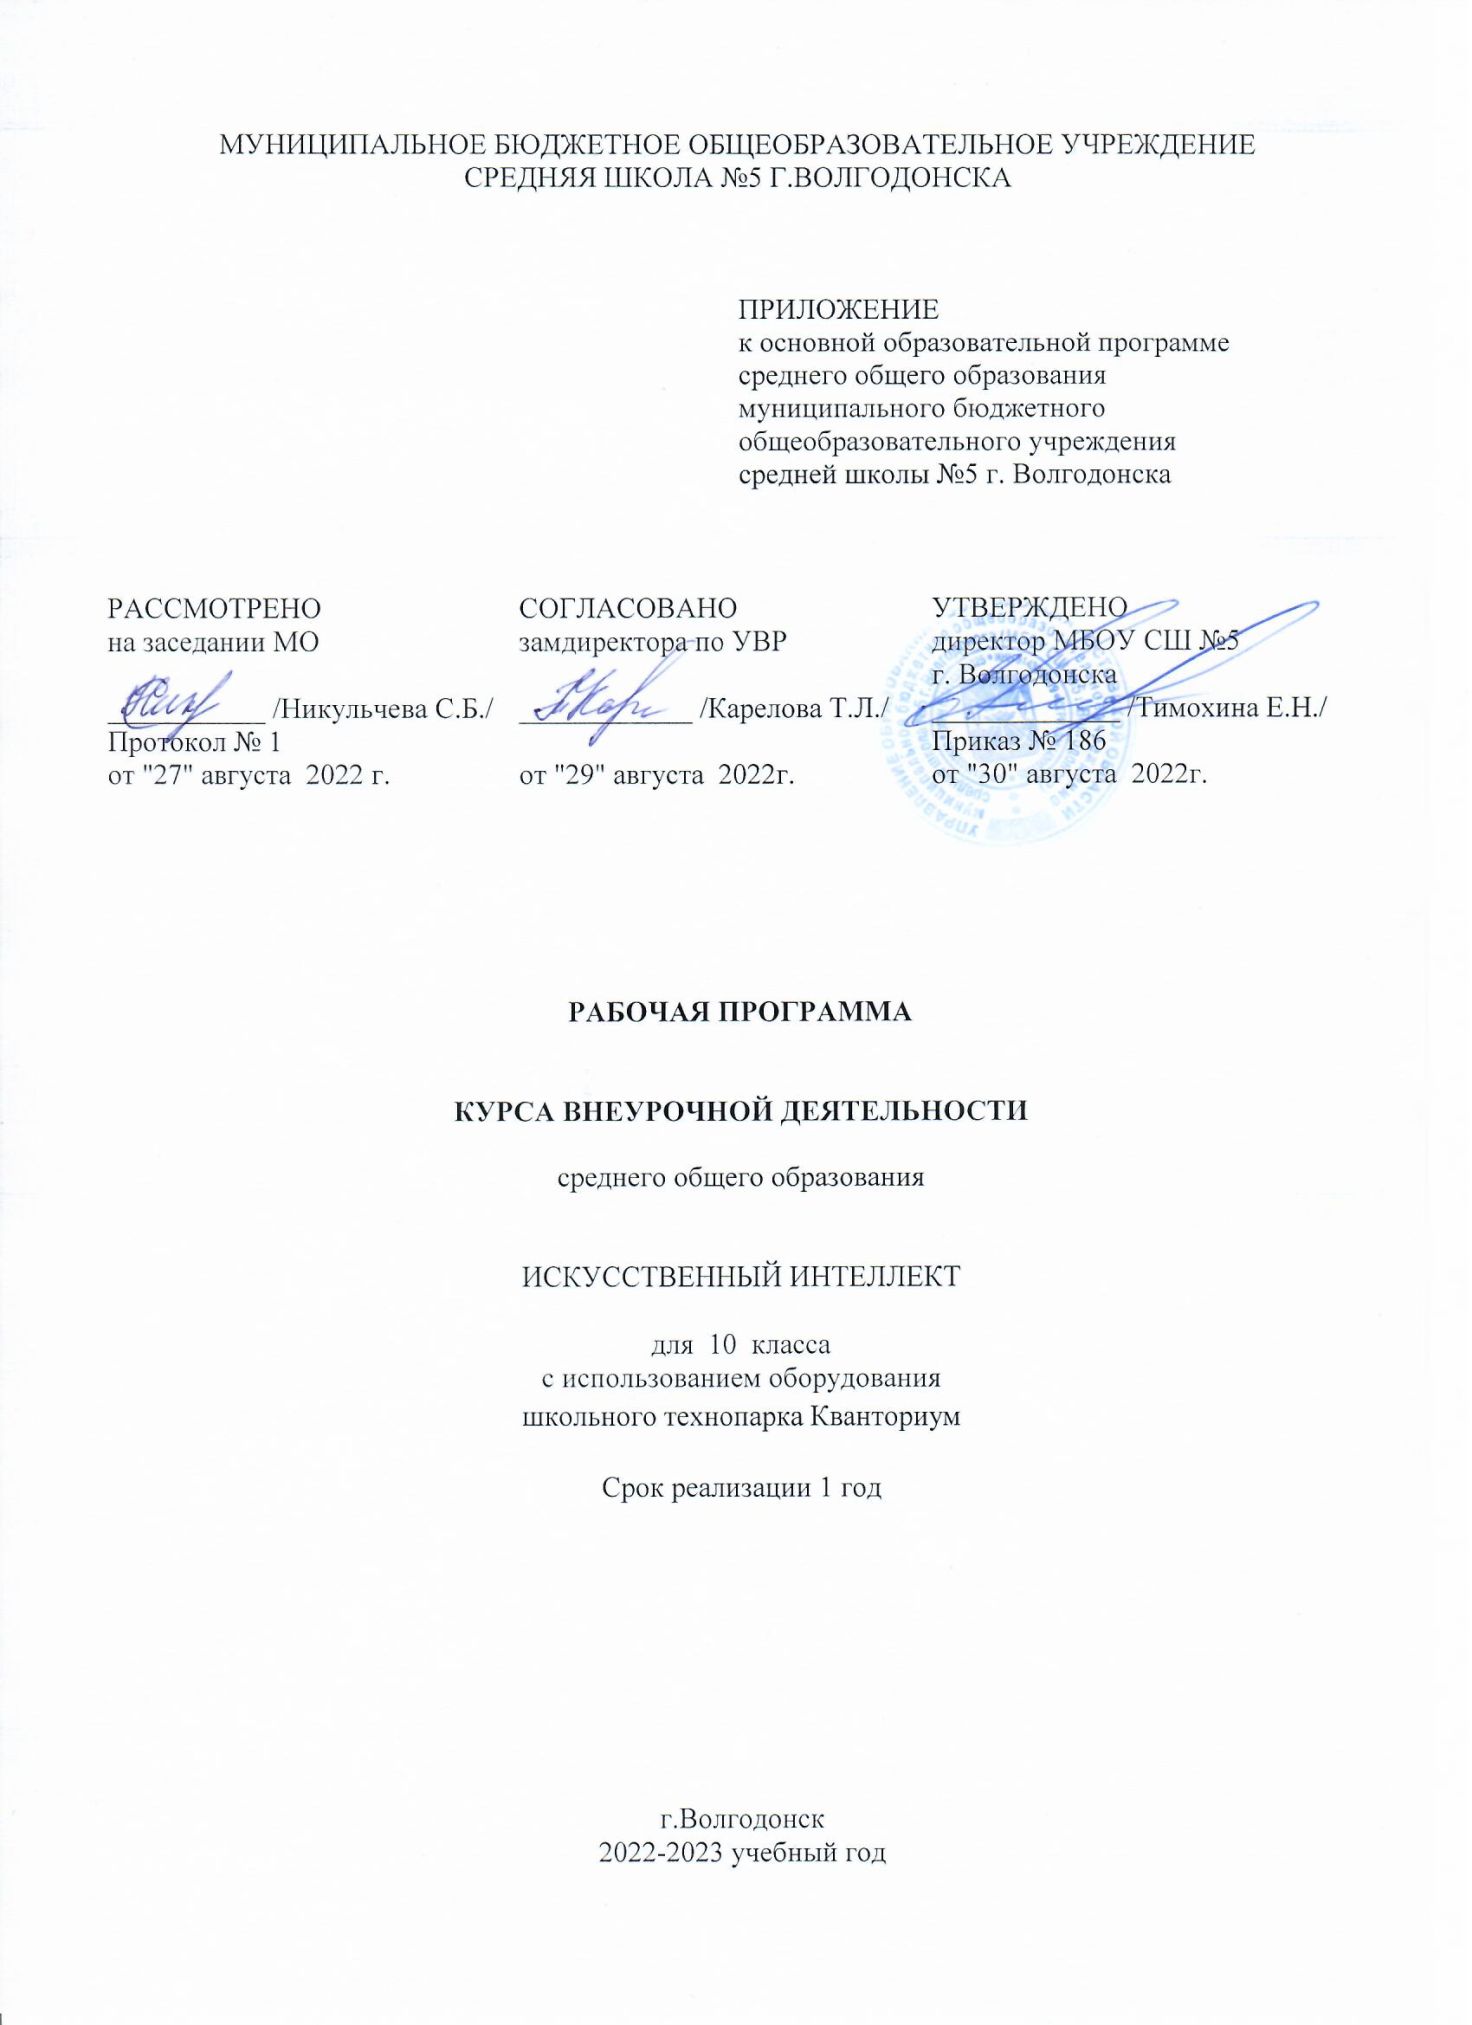 МУНИЦИПАЛЬНОЕ БЮДЖЕТНОЕ ОБЩЕОБРАЗОВАТЕЛЬНОЕ УЧРЕЖДЕНИЕ
СРЕДНЯЯ ШКОЛА №5 Г.ВОЛГОДОНСКА
ПРИЛОЖЕНИЕ
к основной образовательной программе
среднего общего образования
муниципального бюджетного
общеобразовательного учреждения
средней школы №5 г. Волгодонска
РАССМОТРЕНО
на заседании МО
/Никульчева С.Б./
Протокол № 1
от "27" августа 2022 г.
СОГЛАСОВАНО
замдиректора по УВР
/Карелова Т.Л./
от "29" августа 2022г.
УТВЕРЖДЕНО
директор МБОУ СШ №5
г. Волгодонска
/Тимохина Е.Н./
Приказ № 186
от "30" августа 2022г.
РАБОЧАЯ ПРОГРАММА
КУРСА ВНЕУРОЧНОЙ ДЕЯТЕЛЬНОСТИ
среднего общего образования
ИСКУССТВЕННЫЙ ИНТЕЛЛЕКТ
для 10 класса
с использованием оборудования
школьного технопарка Кванториум
Срок реализации 1 год
г.Волгодонск
2022-2023 учебный год